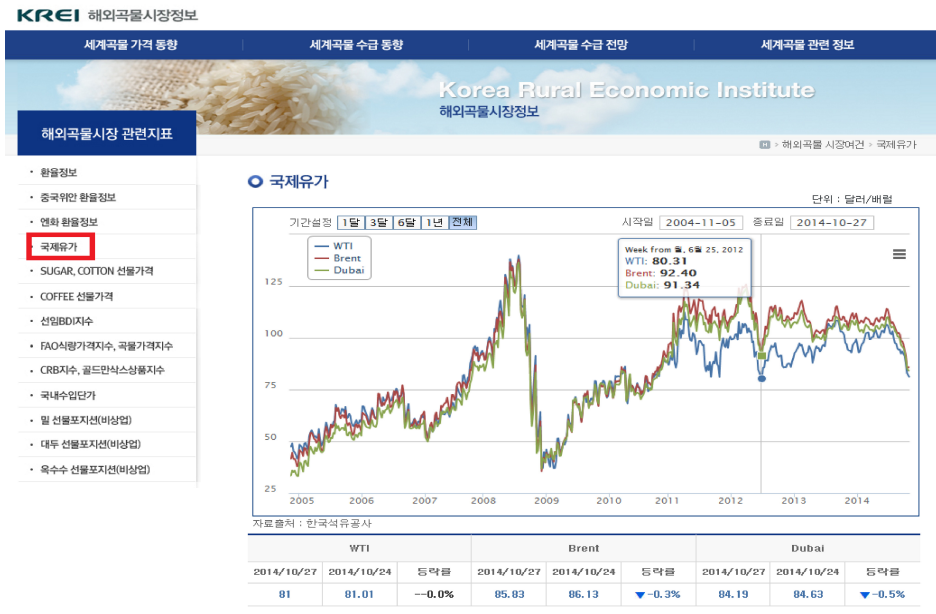 KREI 해외곡물시장정보
세계곡물 가격 동향 세계곡물 수급 동향 세계곡물 수급 전망 세계곡물 관련 정보
Korea Rural Economic Institute
해외곡물시장정보
해외곡물시장 관련지표
H > 해외곡물 시장여건 > 국제유가
환율정보
중국위안 환율정보
엔화 환율정보
국제유가
SUGAR, COTTON 선물가격
COFFEE 선물가격
선임BDI지수
FAO식량가격지수, 곡물가격지수
CRB지수, 골드만삭스상품지수
국내수입단가
밀 선물포지션(비상업)
대두 선물포지션(비상업)
옥수수 선물포지션(비상업)
국제유가
단위 : 달러/배럴
기간설정 1달 3달 6달 1년 전체 시작일 2004-11-05 종료일 2014-10-27
WTI
Brent
Dubai
Week from 월, 6월 25, 2012
WTI: 80.31
Brent: 92.40
Dubai: 91.34
125
100
75
50
25
2005 2006 2007 2008 2009 2010 2011 2012 2013 2014
자료출처 : 한국석유공사
WTI Brent Dubai
2014/10/27 2014/10/24 등락률 2014/10/27 2014/10/24 등락률 2014/10/27 2014/10/24 등락률
81 81.01 --0.0% 85.83 86.13 ▼-0.3% 84.19 84.63 ▼-0.5%